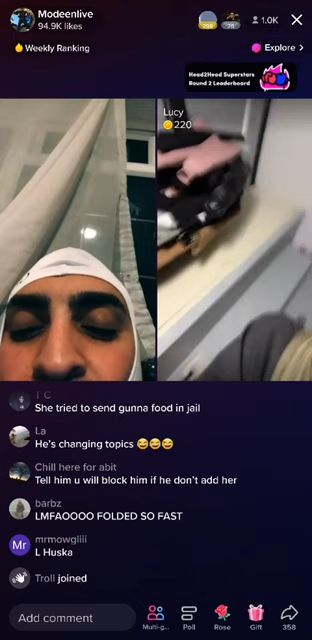 Modeenlive
94.9K likes
1.0K
Weekly Ranking
Explore >
Head2Head Superstars
Round 2 Leaderboard
Lucy
220
T C
She tried to send gunna food in jail
La
He's changing topics 😂😂😂
Chill here for abit
Tell him u will block him if he don't add her
barbz
LMFAOOOO FOLDED SO FAST
Mr
mrmowgliii
L Huska
Troll joined
Add comment
Multi-g...
Poll
Rose
Gift
358